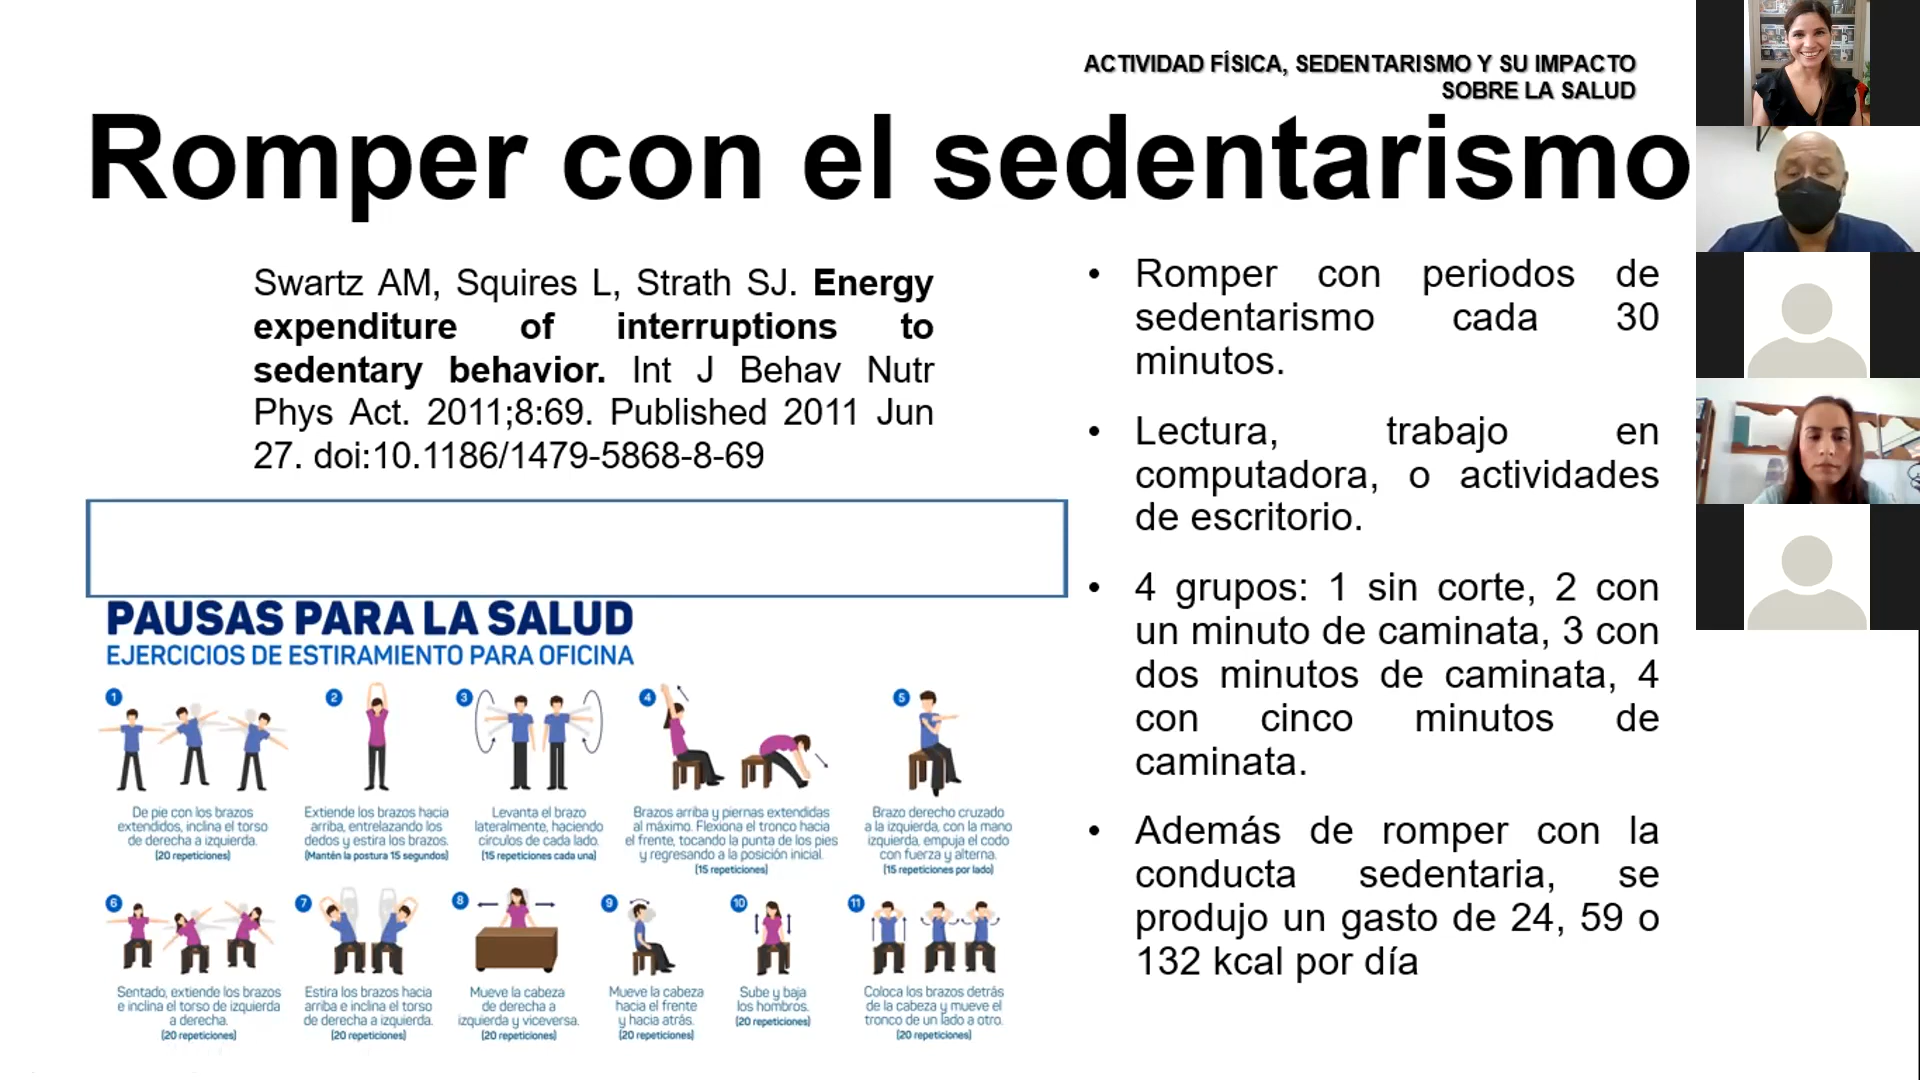 ACTIVIDAD FÍSICA, SEDENTARISMO Y SU IMPACTO
SOBRE LA SALUD
Romper con el sedentarismo
Swartz AM, Squires L, Strath SJ. Energy
expenditure of interruptions to
sedentary behavior. Int J Behav Nutr
Phys Act. 2011;8:69. Published 2011 Jun
27. doi:10.1186/1479-5868-8-69
• Romper con periodos de
sedentarismo cada 30
minutos.
• Lectura, trabajo en
computadora, o actividades
de escritorio.
• 4 grupos: 1 sin corte, 2 con
un minuto de caminata, 3 con
dos minutos de caminata, 4
con cinco minutos de
caminata.
• Además de romper con la
conducta sedentaria, se
produjo un gasto de 24, 59 o
132 kcal por día
PAUSAS PARA LA SALUD
EJERCICIOS DE ESTIRAMIENTO PARA OFICINA
1
De pie con los brazos
extendidos, inclina el torso
de derecha a izquierda.
(20 repeticiones)
2
Extiende los brazos hacia
arriba, entrelazando los
dedos y estira los brazos.
(Mantén la postura 15 segundos)
3
Levanta el brazo
lateralmente, haciendo
círculos de cada lado.
(15 repeticiones cada una)
4
Brazos arriba y piernas extendidas
al máximo. Flexiona el tronco hacia
el frente, tocando la punta de los pies
y regresando a la posición inicial.
(15 repeticiones)
5
Brazo derecho cruzado
a la izquierda, con la mano
izquierda, empuja el codo
con fuerza y alterna.
(15 repeticiones por lado)
6
Sentado, extiende los brazos
e inclina el torso de izquierda
a derecha.
(20 repeticiones)
7
Estira los brazos hacia
arriba e inclina el torso
de derecha a izquierda.
(20 repeticiones)
8
Mueve la cabeza
de derecha a
izquierda y viceversa.
(20 repeticiones)
9
Mueve la cabeza
hacia el frente
y hacia atrás.
(20 repeticiones)
10
Sube y baja
los hombros.
(20 repeticiones)
11
Coloca los brazos detrás
de la cabeza y mueve el
tronco de un lado a otro.
(20 repeticiones)